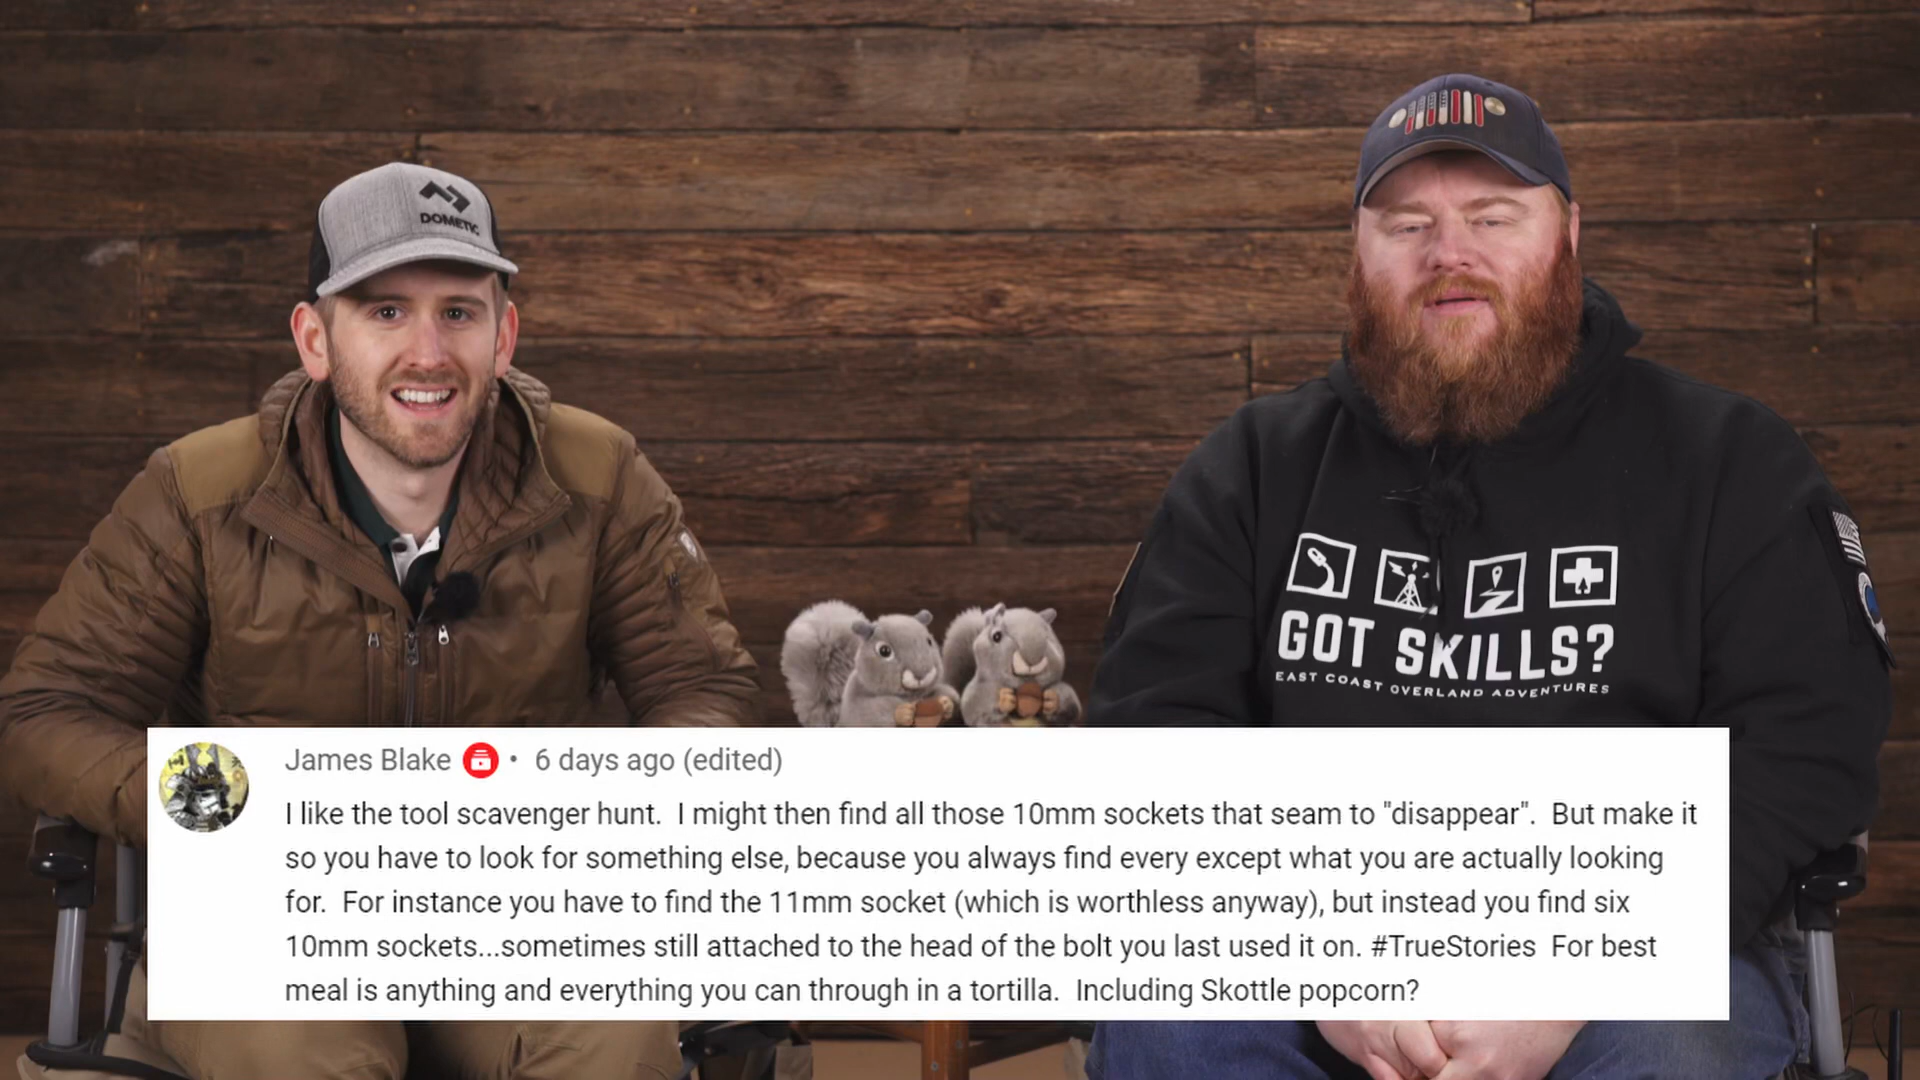 DOMETIC
GOT SKILLS?
EAST COAST OVERLAND ADVENTURES
James Blake • 6 days ago (edited)
I like the tool scavenger hunt.  I might then find all those 10mm sockets that seam to "disappear".  But make it
so you have to look for something else, because you always find every except what you are actually looking
for.  For instance you have to find the 11mm socket (which is worthless anyway), but instead you find six
10mm sockets...sometimes still attached to the head of the bolt you last used it on. #TrueStories  For best
meal is anything and everything you can through in a tortilla.  Including Skottle popcorn?